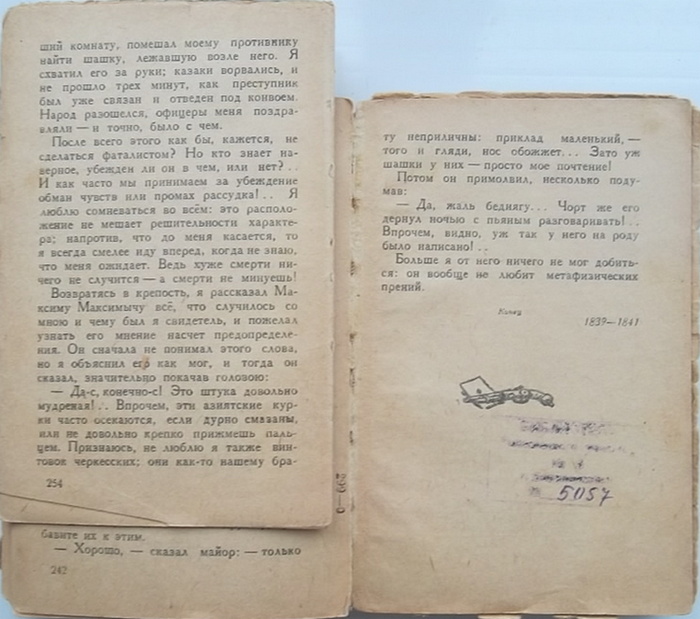 ший комнату, помешал моему противнику
найти шашку, лежавшую возле него. Я
схватил его за руки; казаки ворвались, и
не прошло трех минут, как преступник
был уже связан и отведен под конвоем.
Народ разошелся, офицеры меня поздра-
вляли — и точно, было с чем.
После всего этого как бы, кажется, не
сделаться фаталистом? Но кто знает на-
верное, убежден ли он в чем, или нет?..
И как часто мы принимаем за убеждение
обман чувств или промах рассудка!.. Я
люблю сомневаться во всём: это располо-
жение не мешает решительности характе-
ра; напротив, что до меня касается, то
я всегда смелее иду вперед, когда не знаю,
что меня ожидает. Ведь хуже смерти ни-
чего не случится — а смерти не минуешь!
Возвратясь в крепость, я рассказал Ма-
ксиму Максимычу всё, что случилось со
мною и чему был я свидетель, и пожелал
узнать его мнение насчет предопределе-
ния. Он сначала не понимал этого слова,
но я объяснил его как мог, и тогда он
сказал, значительно покачав головою:
— Да-с, конечно-с! Это штука довольно
мудреная!.. Впрочем, эти азиятские кур-
ки часто осекаются, если дурно смазаны,
или не довольно крепко прижмешь паль-
цем. Признаюсь, не люблю я также вин-
товок черкесских; они как-то нашему бра-
254
бавите их к этим.
— Хорошо, — сказал майор: — только
242
ту неприличны: приклад маленький, —
того и гляди, нос обожжет... Зато уж
шашки у них — просто мое почтение!
Потом он примолвил, несколько поду-
мав:
— Да, жаль беднягу... Чорт же его
дернул ночью с пьяным разговаривать!..
Впрочем, видно, уж так у него на роду
было написано!..
Больше я от него ничего не мог добить-
ся: он вообще не любит метафизических
прений.
Конец
1839—1841
5057